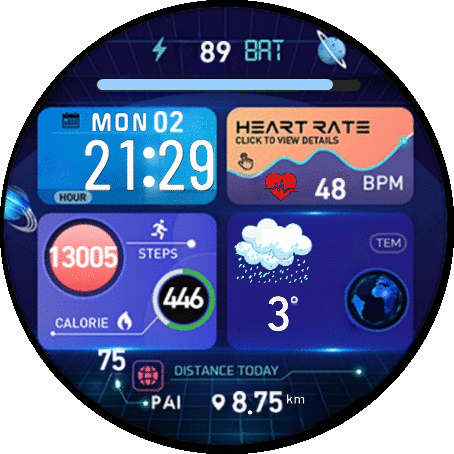 89 BAT
MON 02
21:29
HOUR
HEART RATE
CLICK TO VIEW DETAILS
48 BPM
13005
STEPS
446
CALORIE
TEM
3°
75
DISTANCE TODAY
PAI
8.75 km